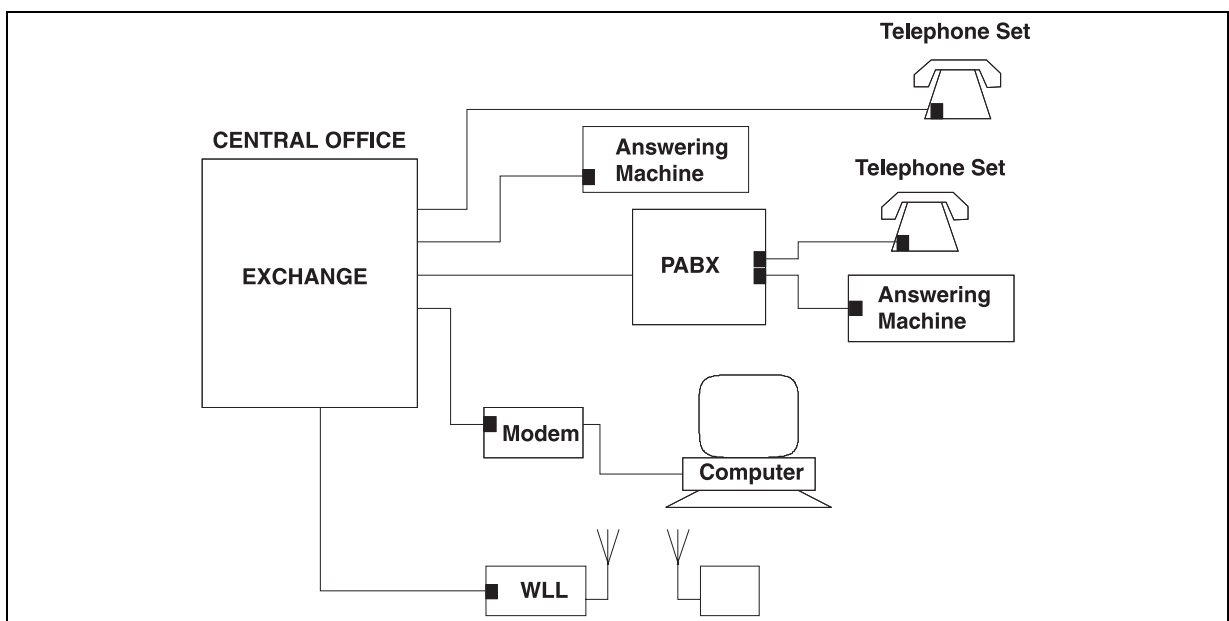 Telephone Set
CENTRAL OFFICE
Answering
Machine
Telephone Set
EXCHANGE
PABX
Answering
Machine
Modem
Computer
WLL